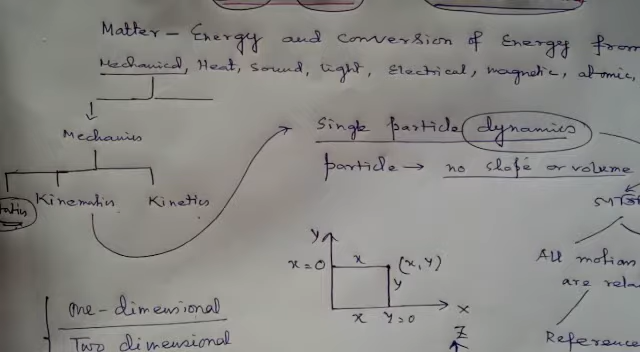 Matter - Energy and conversion of Energy from
Mechanical, Heat, Sound, Light, Electrical, magnetic, atomic,
Mechanics
Kinematics Kinetics
Single particle dynamics
particle → no shape or volume
y
x=0 x (x, y)
y
x y=0 x
Z
All motions
are rela
Reference
one-dimensional
Two dimensional